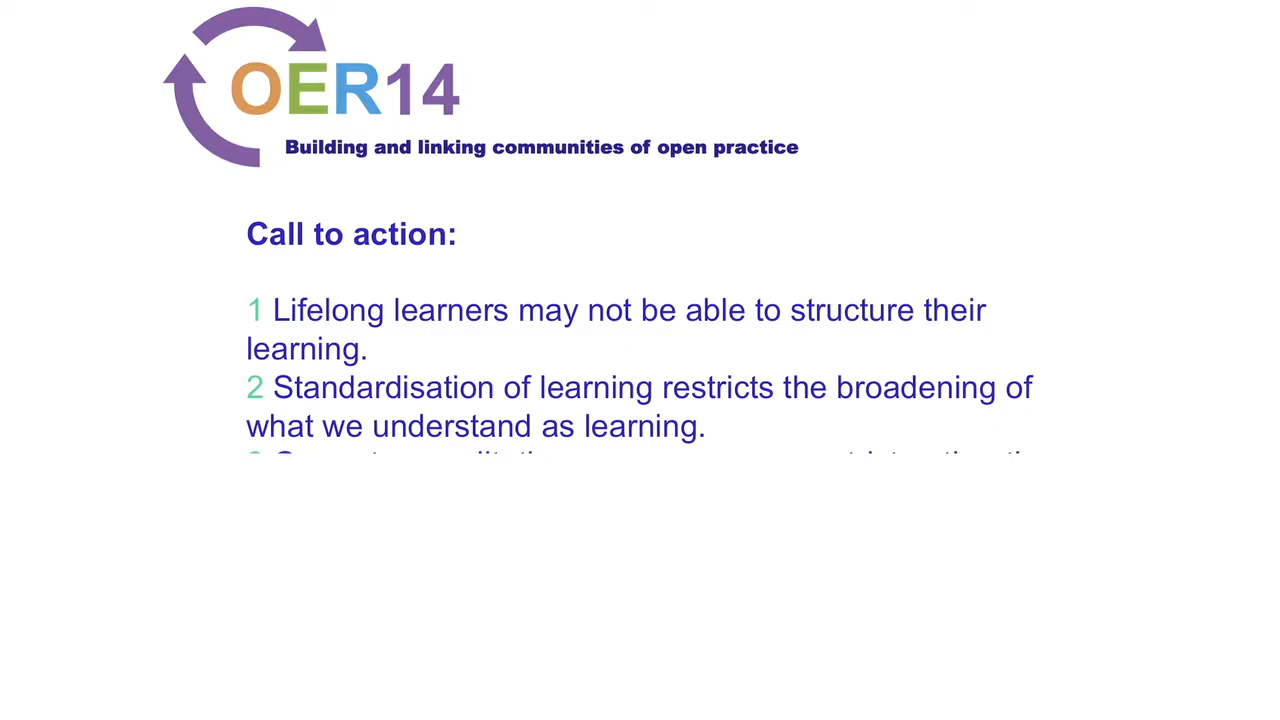 OER14
Building and linking communities of open practice
Call to action:
1 Lifelong learners may not be able to structure their
learning.
2 Standardisation of learning restricts the broadening of
what we understand as learning.